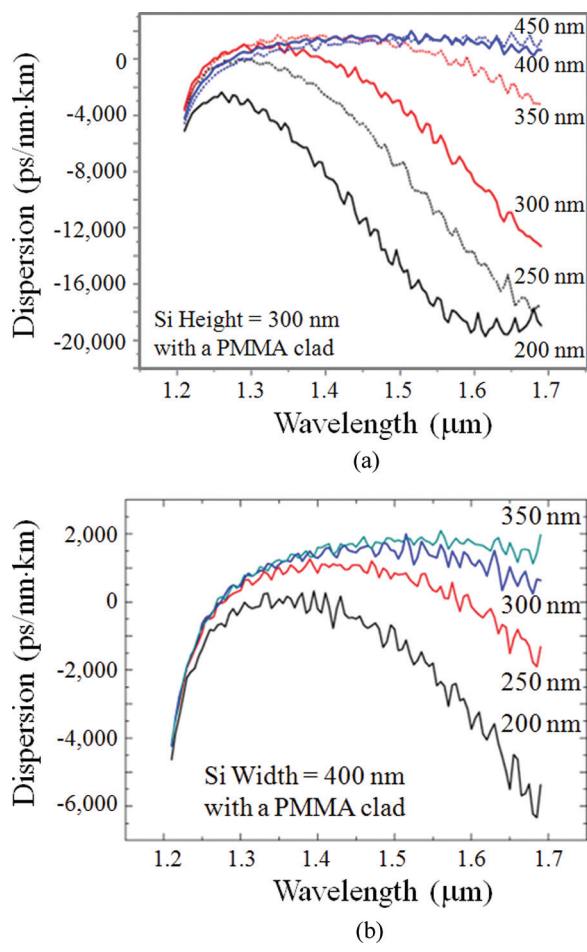 450 nm
400 nm
350 nm
300 nm
250 nm
200 nm
0
-4,000
-8,000
-12,000
-16,000
-20,000
Dispersion (ps/nm·km)
Si Height = 300 nm
with a PMMA clad
1.2 1.3 1.4 1.5 1.6 1.7
Wavelength (μm)
(a)
350 nm
300 nm
250 nm
200 nm
2,000
0
-2,000
-4,000
-6,000
Dispersion (ps/nm·km)
Si Width = 400 nm
with a PMMA clad
1.2 1.3 1.4 1.5 1.6 1.7
Wavelength (μm)
(b)